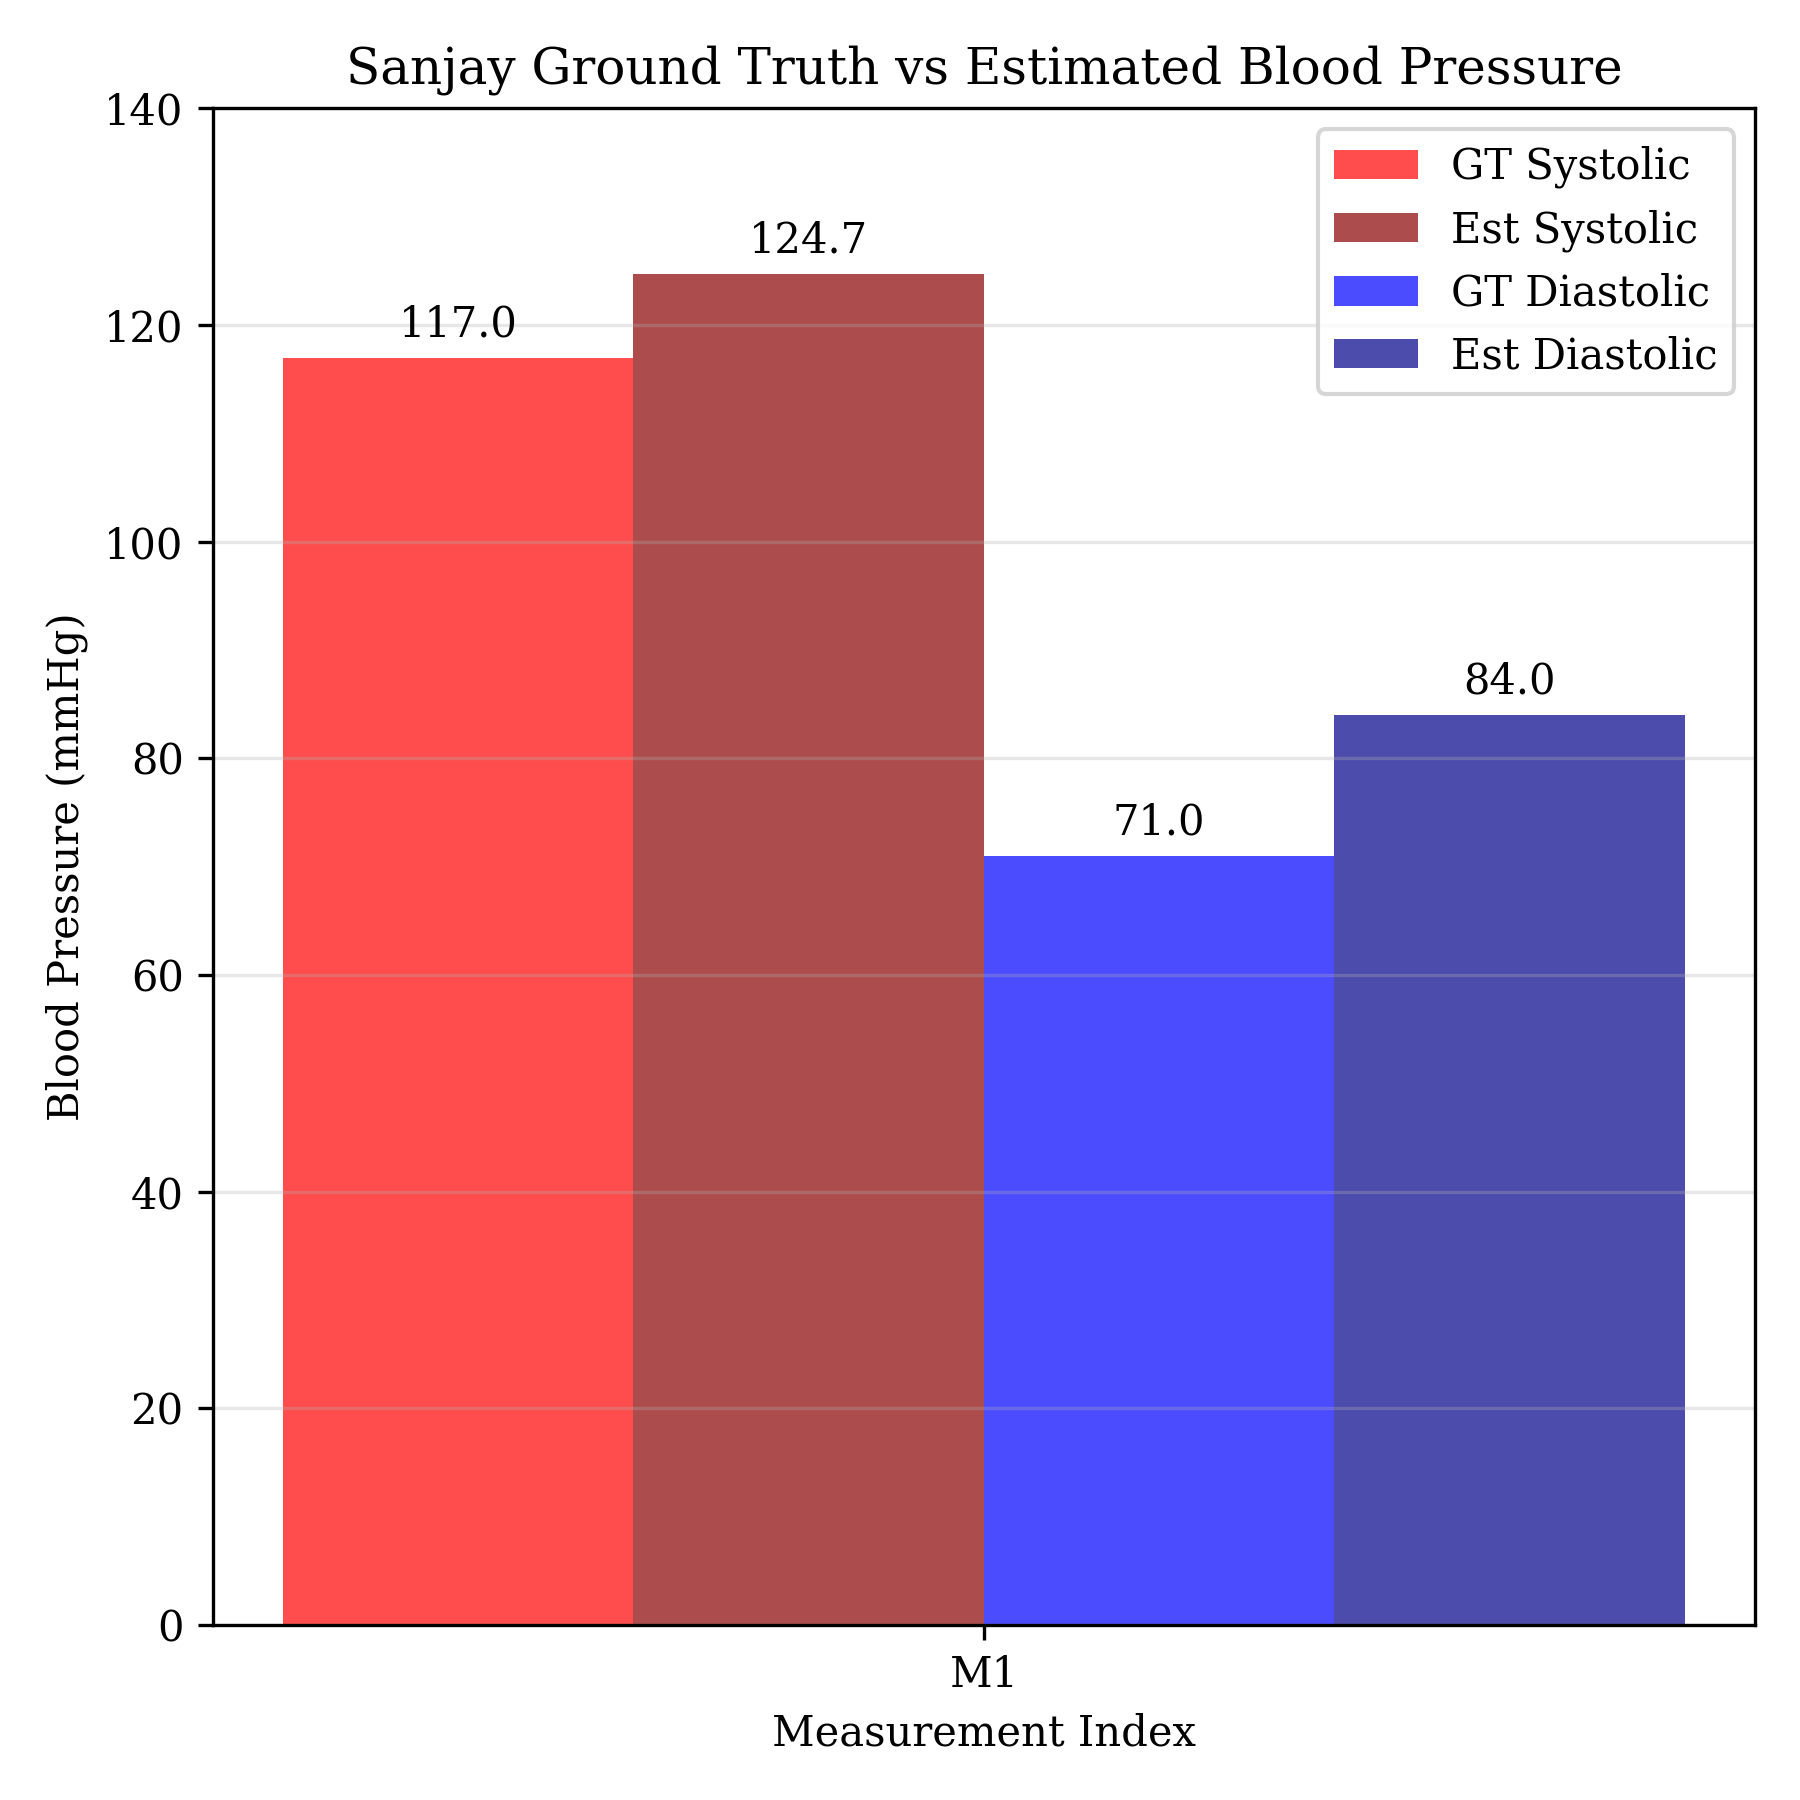 Sanjay Ground Truth vs Estimated Blood Pressure
140
120
100
80
60
40
20
0
Blood Pressure (mmHg)
117.0
124.7
71.0
84.0
GT Systolic
Est Systolic
GT Diastolic
Est Diastolic
M1
Measurement Index